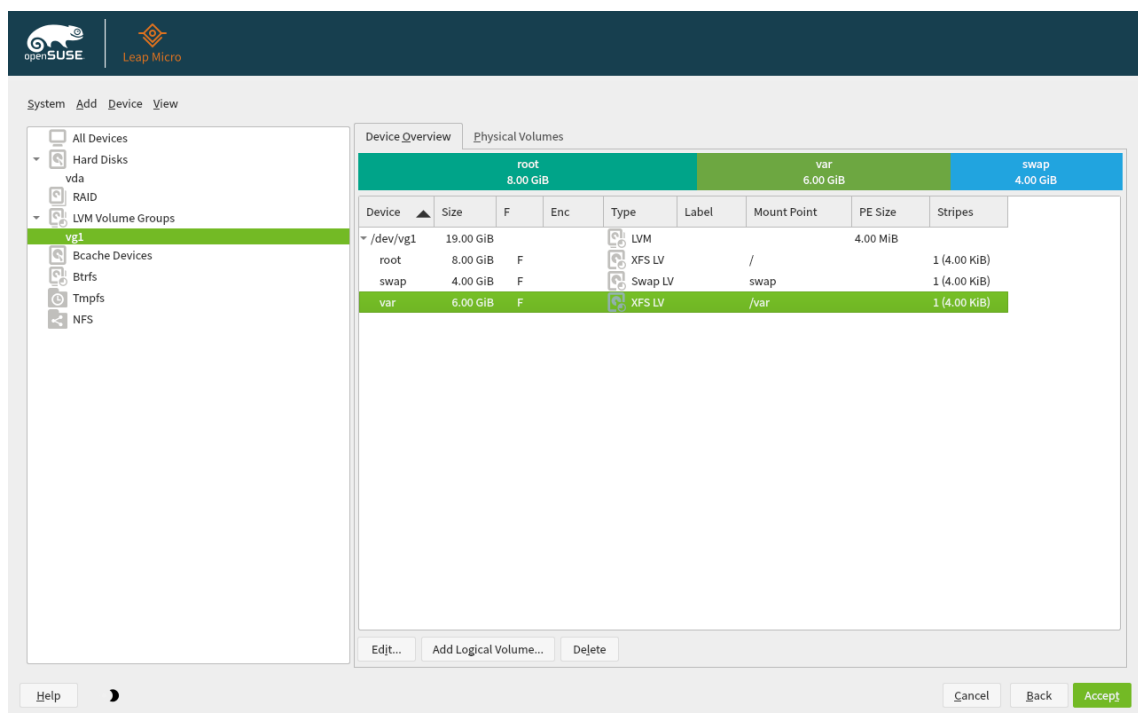 openSUSE
Leap Micro
System Add Device View
All Devices
Hard Disks
vda
RAID
LVM Volume Groups
vg1
Bcache Devices
Btrfs
Tmpfs
NFS
Device Overview Physical Volumes
root var swap
8.00 GiB 6.00 GiB 4.00 GiB
Device Size F Enc Type Label Mount Point PE Size Stripes
/dev/vg1 19.00 GiB LVM 4.00 MiB
root 8.00 GiB F XFS LV / 1 (4.00 KiB)
swap 4.00 GiB F Swap LV swap 1 (4.00 KiB)
var 6.00 GiB F XFS LV /var 1 (4.00 KiB)
Edit... Add Logical Volume... Delete
Help Cancel Back Accept